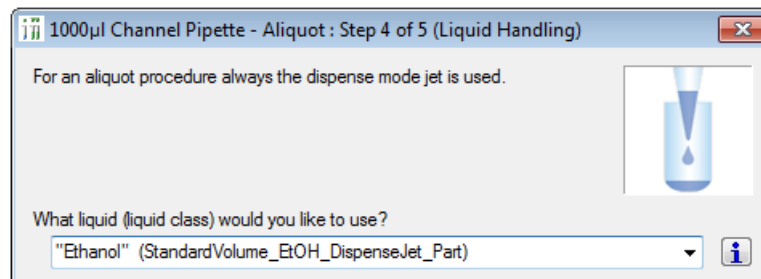 1000µl Channel Pipette - Aliquot : Step 4 of 5 (Liquid Handling)
For an aliquot procedure always the dispense mode jet is used.
What liquid (liquid class) would you like to use?
"Ethanol" (StandardVolume_EtOH_DispenseJet_Part)